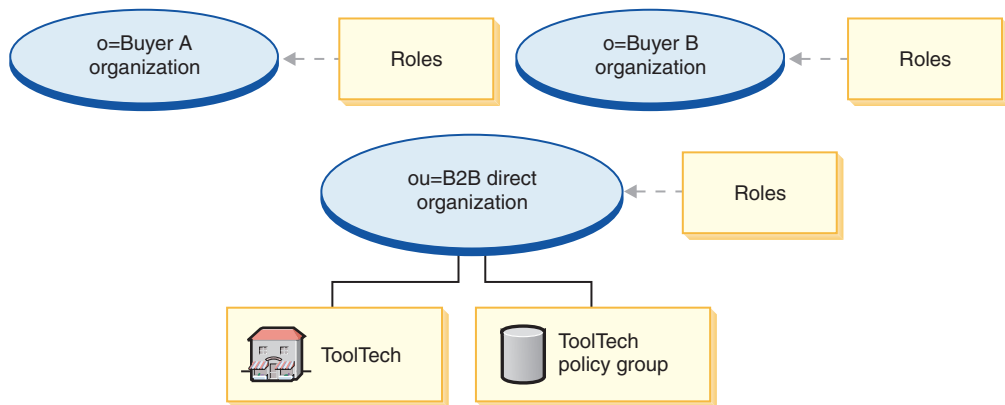 o=Buyer A
organization
Roles
o=Buyer B
organization
Roles
ou=B2B direct
organization
Roles
ToolTech
ToolTech
policy group